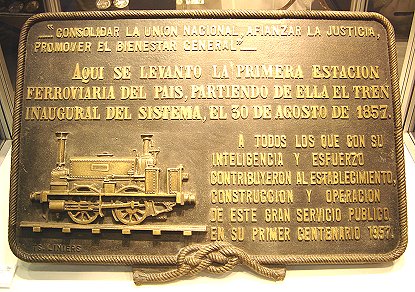 "CONSOLIDAR LA UNION NACIONAL, AFIANZAR LA JUSTICIA,
PROMOVER EL BIENESTAR GENERAL"
AQUI SE LEVANTO LA PRIMERA ESTACION
FERROVIARIA DEL PAIS, PARTIENDO DE ELLA EL TREN
INAUGURAL DEL SISTEMA, EL 30 DE AGOSTO DE 1857.
A TODOS LOS QUE CON SU
INTELIGENCIA Y ESFUERZO
CONTRIBUYERON AL ESTABLECIMIENTO,
CONSTRUCCION Y OPERACION
DE ESTE GRAN SERVICIO PUBLICO,
EN SU PRIMER CENTENARIO 1957.
LINIERS